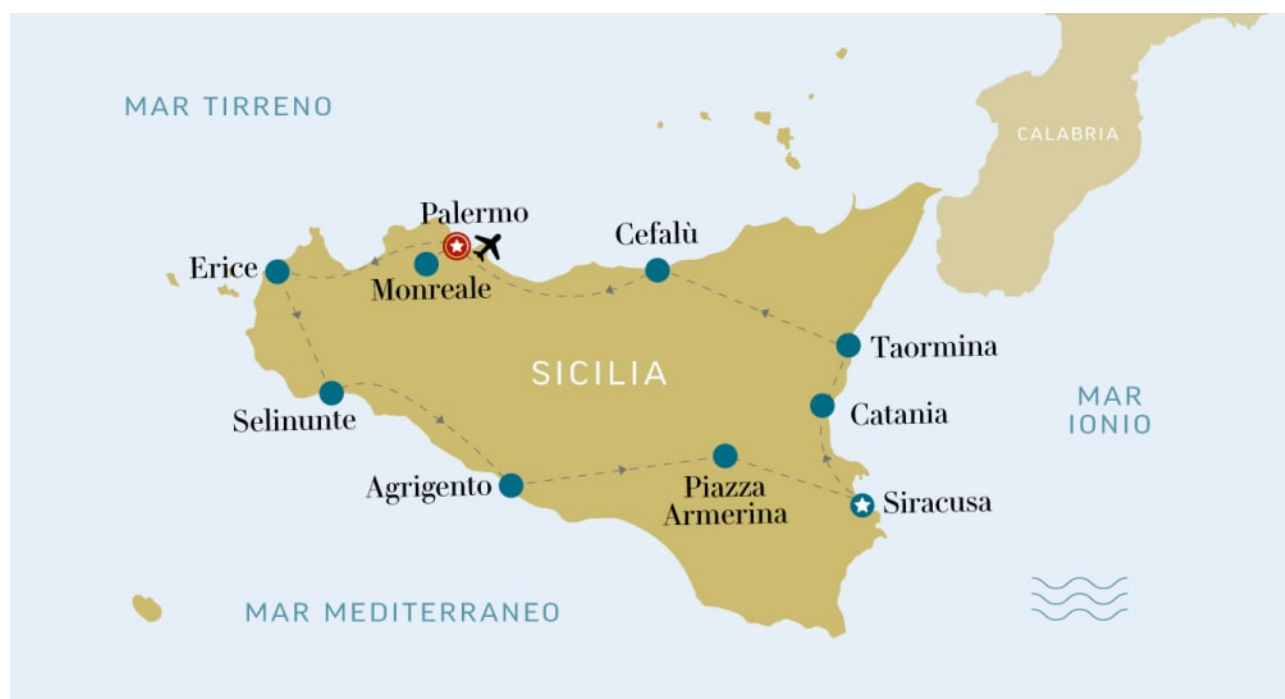 MAR TIRRENO
CALABRIA
Palermo
Cefalù
Erice
Monreale
Taormina
SICILIA
MAR
IONIO
Catania
Selinunte
Agrigento
Piazza
Armerina
Siracusa
MAR MEDITERRANEO